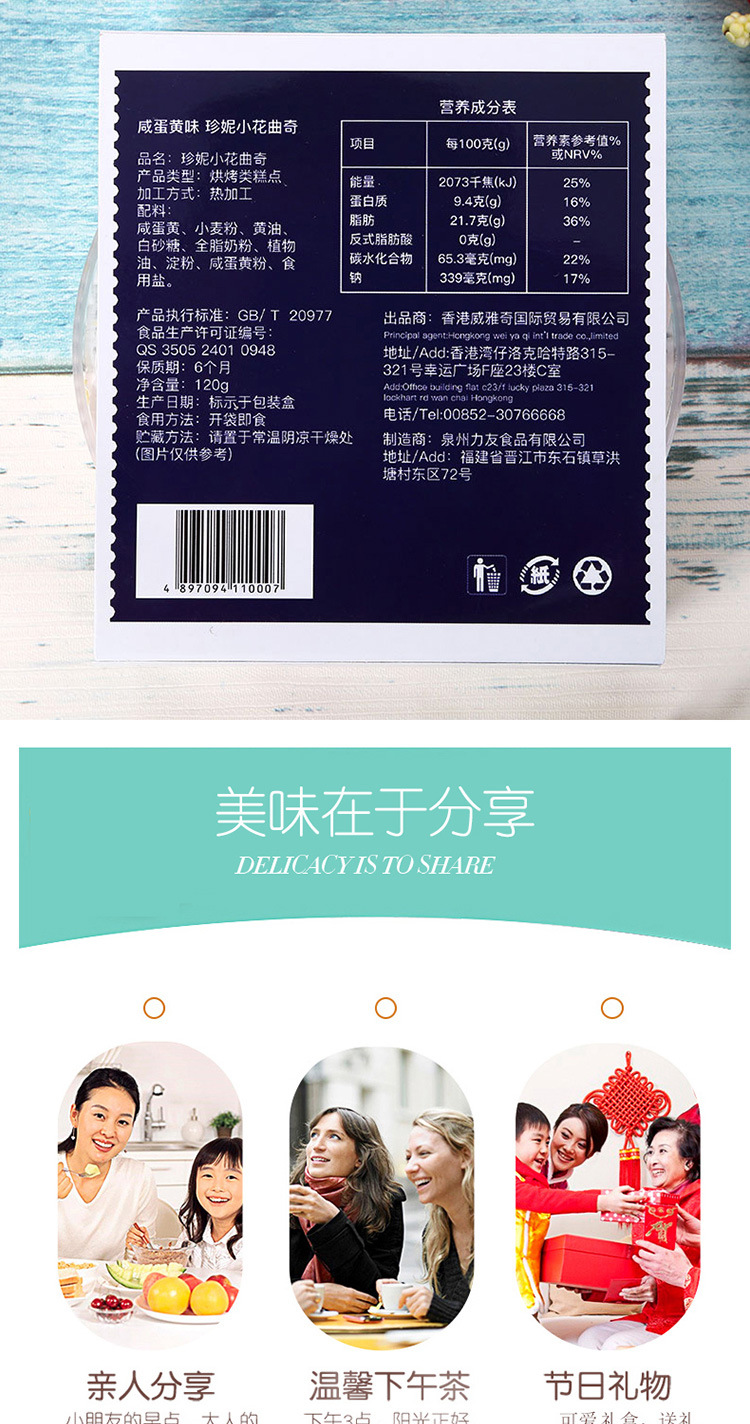 咸蛋黄味 珍妮小花曲奇
品名：珍妮小花曲奇
产品类型：烘烤类糕点
加工方式：热加工
配料：
咸蛋黄、小麦粉、黄油、
白砂糖、全脂奶粉、植物
油、淀粉、咸蛋黄粉、食
用盐。
营养成分表
项目 每100克(g) 营养素参考值%
或NRV%
能量 2073千焦(kJ) 25%
蛋白质 9.4克(g) 16%
脂肪 21.7克(g) 36%
反式脂肪酸 0克(g) –
碳水化合物 65.3毫克(mg) 22%
钠 339毫克(mg) 17%
产品执行标准：GB/ T 20977
食品生产许可证编号：
QS 3505 2401 0948
保质期：6个月
净含量：120g
生产日期：标示于包装盒
食用方法：开袋即食
贮藏方法：请置于常温阴凉干燥处
(图片仅供参考)
出品商：香港威雅奇国际贸易有限公司
Principal agent:Hongkong wei ya qi int'l trade co.,limited
地址/Add:香港湾仔洛克哈特路315-
321号幸运广场F座23楼C室
Add:Office building flat c23/f lucky plaza 315-321
lockhart rd wan chai Hongkong
电话/Tel:00852-30766668
制造商：泉州力友食品有限公司
地址/Add：福建省晋江市东石镇草洪
塘村东区72号
4 897094 110007
紙
美味在于分享
DELICACY IS TO SHARE
亲人分享 温馨下午茶 节日礼物
小朋友的早点，大人的 下午3点，阳光正好 可爱礼盒，送礼